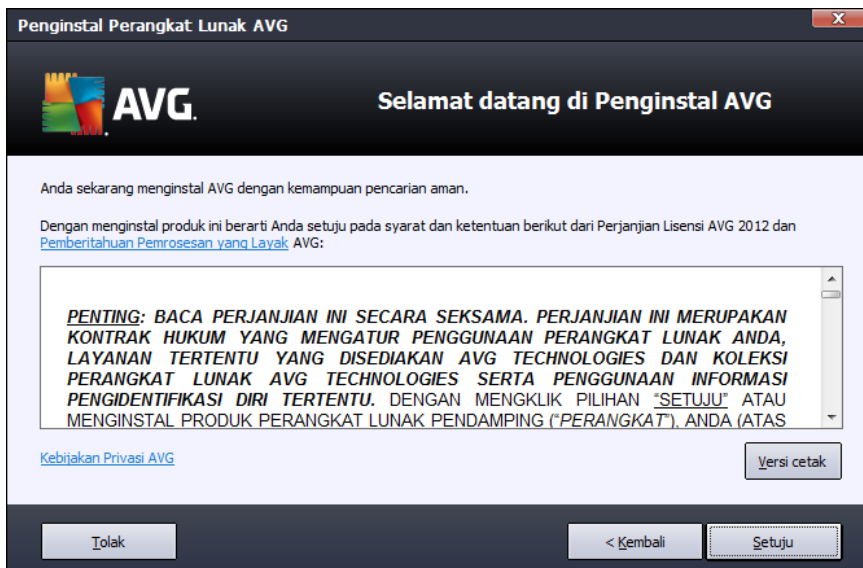 Penginstal Perangkat Lunak AVG
AVG.
Selamat datang di Penginstal AVG
Anda sekarang menginstal AVG dengan kemampuan pencarian aman.
Dengan menginstal produk ini berarti Anda setuju pada syarat dan ketentuan berikut dari Perjanjian Lisensi AVG 2012 dan
Pemberitahuan Pemrosesan yang Layak AVG:
PENTING: BACA PERJANJIAN INI SECARA SEKSAMA. PERJANJIAN INI MERUPAKAN
KONTRAK HUKUM YANG MENGATUR PENGGUNAAN PERANGKAT LUNAK ANDA,
LAYANAN TERTENTU YANG DISEDIAKAN AVG TECHNOLOGIES DAN KOLEKSI
PERANGKAT LUNAK AVG TECHNOLOGIES SERTA PENGGUNAAN INFORMASI
PENGIDENTIFIKASI DIRI TERTENTU. DENGAN MENGKLIK PILIHAN “SETUJU” ATAU
MENGINSTAL PRODUK PERANGKAT LUNAK PENDAMPING (“PERANGKAT”), ANDA (ATAS
Kebijakan Privasi AVG
Versi cetak
Tolak
< Kembali
Setuju